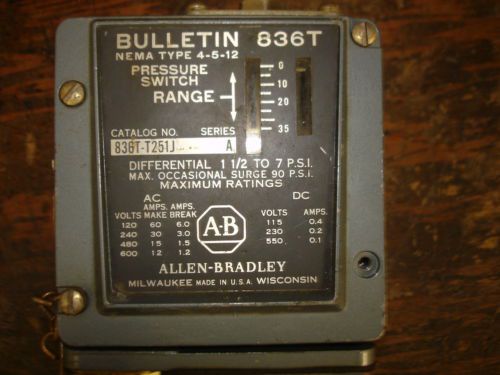 BULLETIN 836T
NEMA TYPE 4-5-12
PRESSURE
SWITCH
RANGE
0
10
20
35
CATALOG NO. SERIES
836T-T251J A
DIFFERENTIAL 1 1/2 TO 7 P.S.I.
MAX. OCCASIONAL SURGE 90 P.S.I.
MAXIMUM RATINGS
AC DC
AMPS. AMPS.
VOLTS MAKE BREAK VOLTS AMPS.
120 60 6.0 115 0.4
240 30 3.0 230 0.2
480 15 1.5 550 0.1
600 12 1.2
A-B
ALLEN-BRADLEY
MILWAUKEE MADE IN U.S.A. WISCONSIN